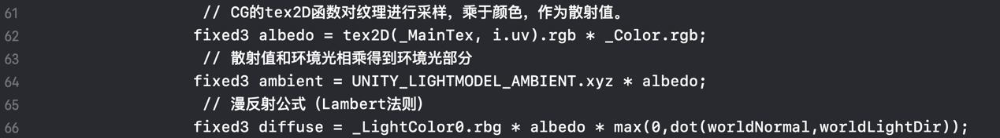 61 // CG的tex2D函数对纹理进行采样，乘于颜色，作为散射值。
62 fixed3 albedo = tex2D(_MainTex, i.uv).rgb * _Color.rgb;
63 // 散射值和环境光相乘得到环境光部分
64 fixed3 ambient = UNITY_LIGHTMODEL_AMBIENT.xyz * albedo;
65 // 漫反射公式（Lambert法则）
66 fixed3 diffuse = _LightColor0.rbg * albedo * max(0,dot(worldNormal,worldLightDir));